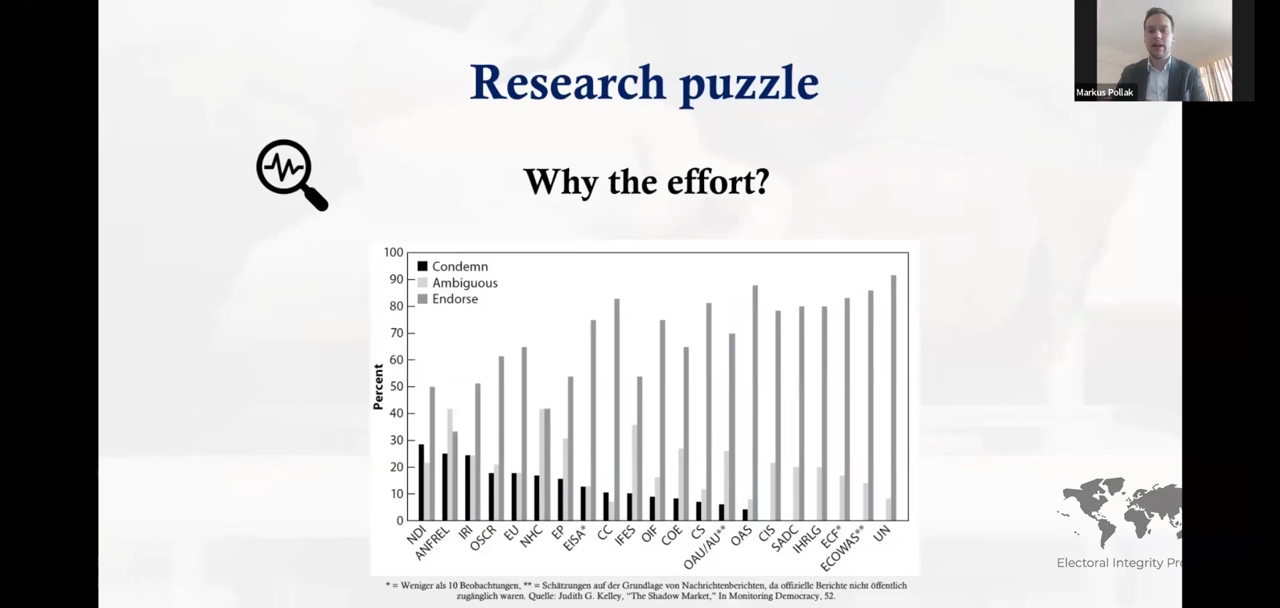 Research puzzle
Markus Pollak
Why the effort?
100
90
80
70
60
50
40
30
20
10
0
Percent
Condemn
Ambiguous
Endorse
NDI
ANFREL
IRI
OSCR
EU
NHC
EP
EISA*
CC
IFES
OIF
COE
CS
OAU/AU**
OAS
CIS
SADC
IHRLG
ECF*
ECOWAS**
UN
* = Weniger als 10 Beobachtungen, ** = Schätzungen auf der Grundlage von Nachrichtenberichten, da offizielle Berichte nicht öffentlich
zugänglich waren. Quelle: Judith G. Kelley, “The Shadow Market,” In Monitoring Democracy, 52.
Electoral Integrity Pro